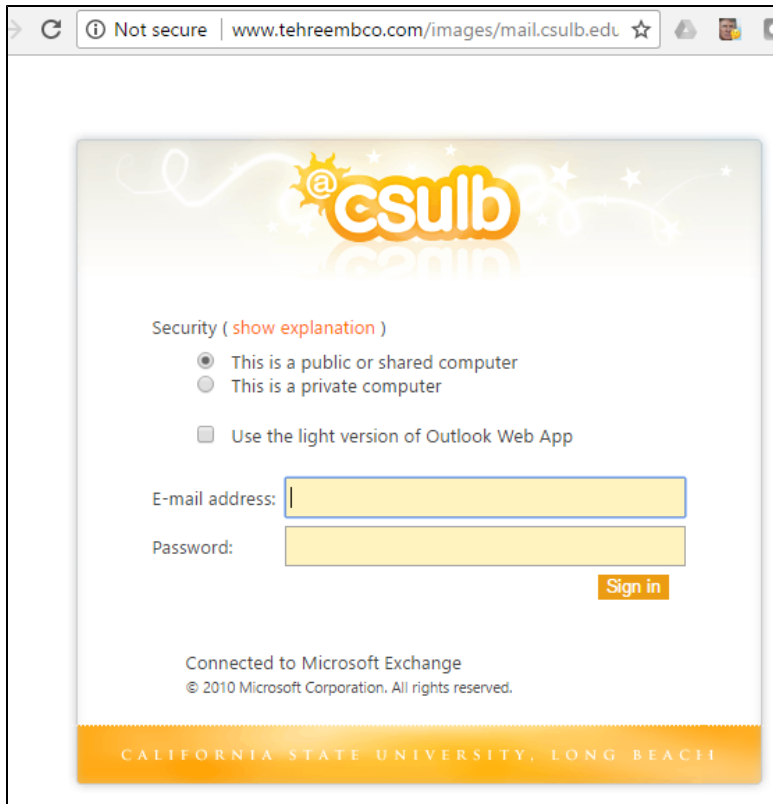 Not secure www.tehreembco.com/images/mail.csulb.edu
@csulb
Security ( show explanation )
This is a public or shared computer
This is a private computer
Use the light version of Outlook Web App
E-mail address:
Password:
Sign in
Connected to Microsoft Exchange
© 2010 Microsoft Corporation. All rights reserved.
CALIFORNIA STATE UNIVERSITY, LONG BEACH